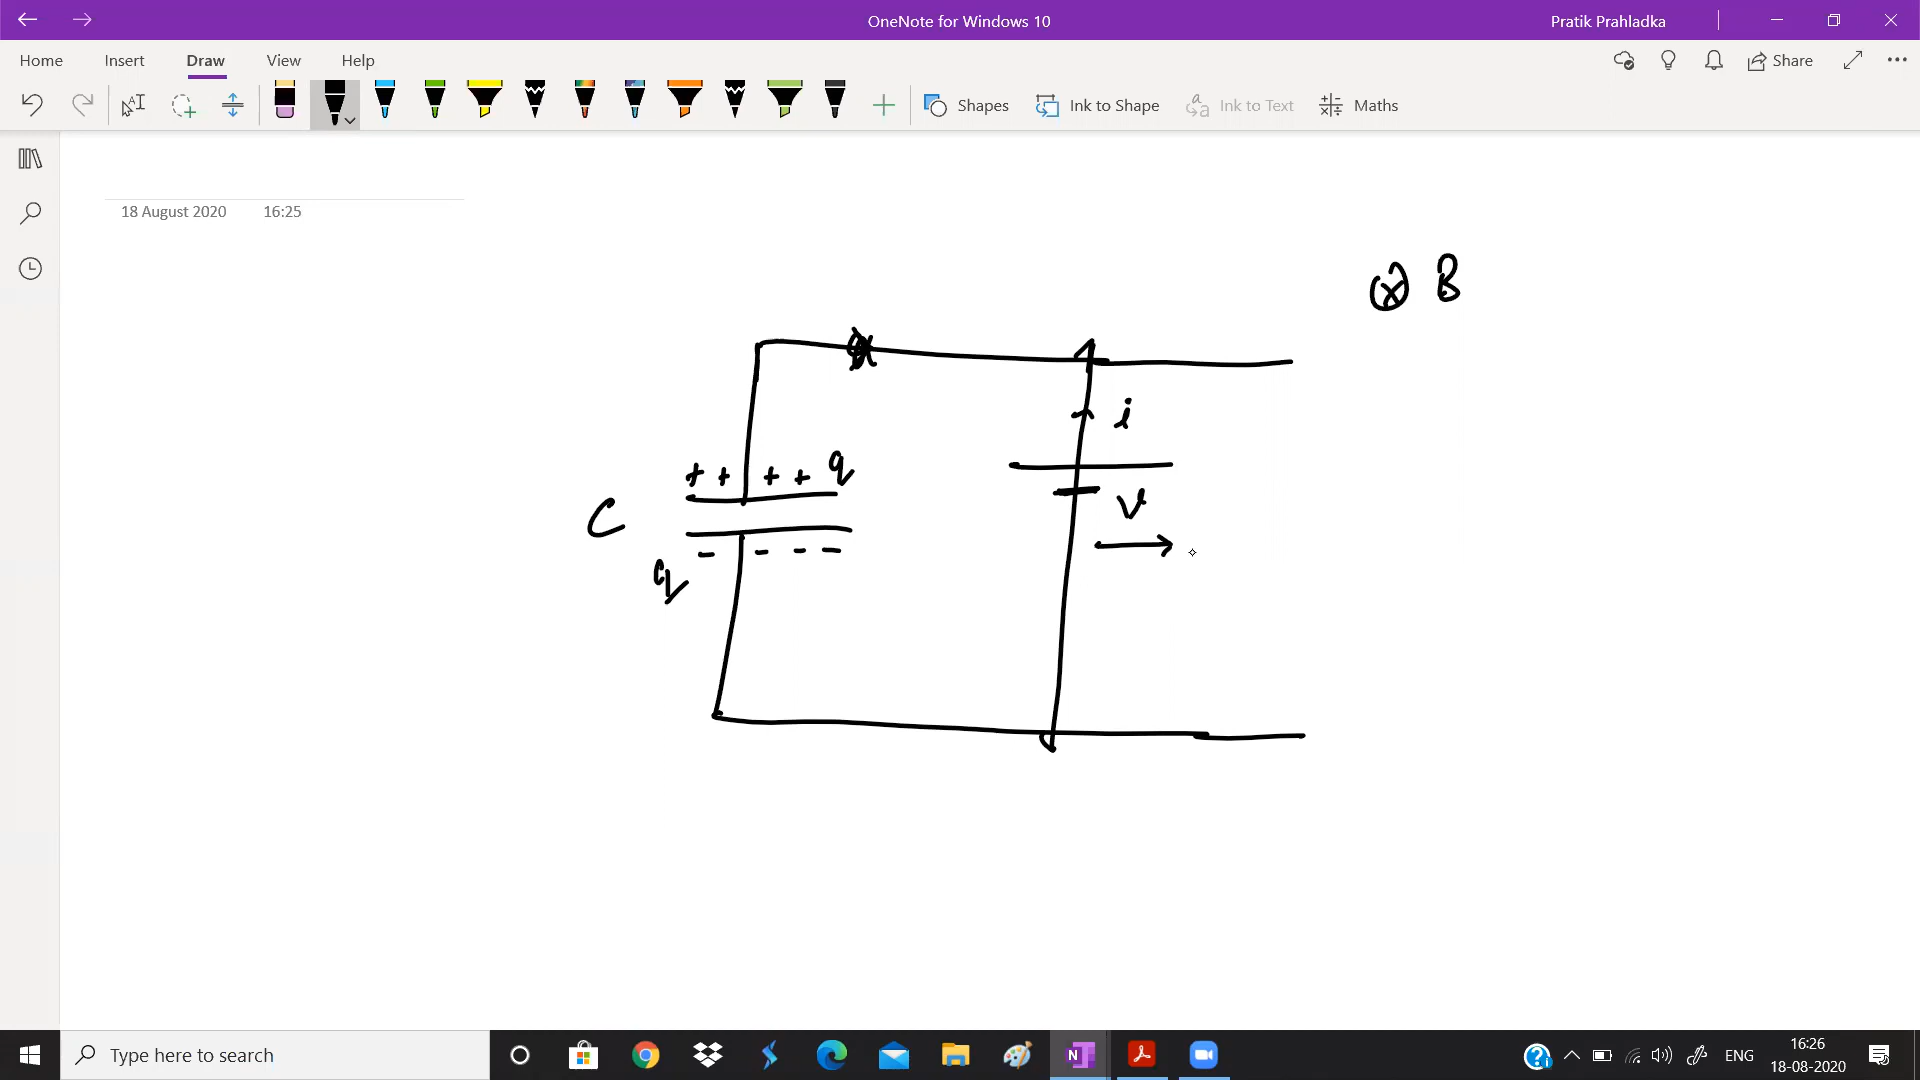 OneNote for Windows 10
Pratik Prahladka
Home Insert Draw View Help
Share
Shapes Ink to Shape Ink to Text Maths
18 August 2020 16:25
B
i
+ + + + q
C
V
- - - -
q
Type here to search
ENG
16:26
18-08-2020